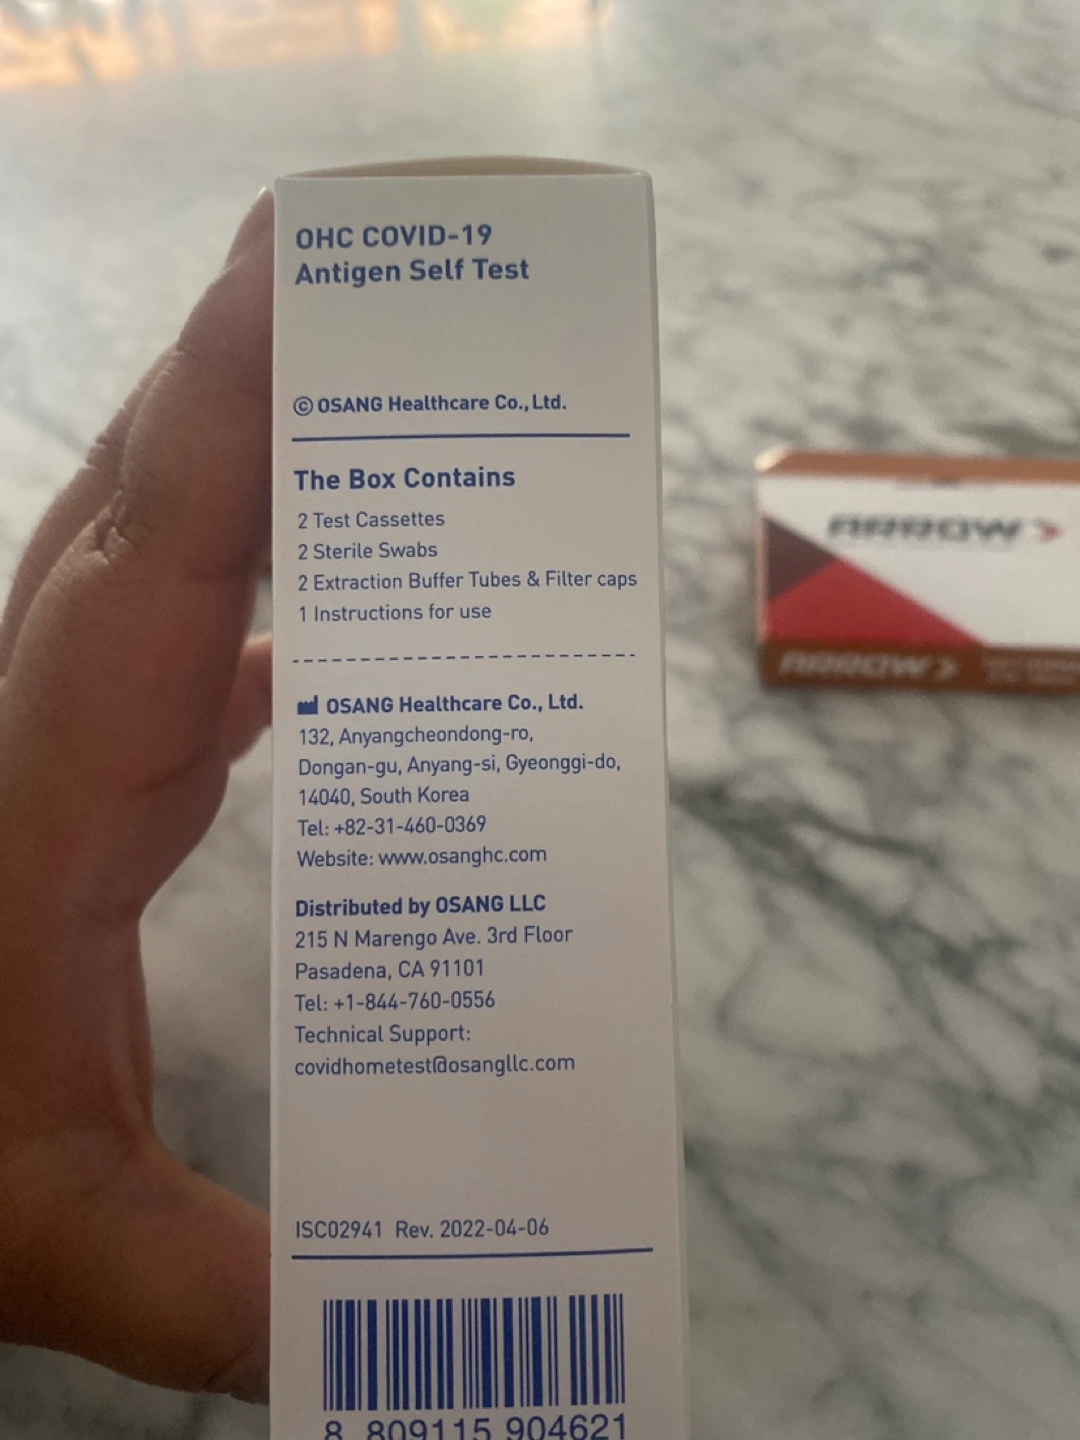 OHC COVID-19
Antigen Self Test
© OSANG Healthcare Co., Ltd.
The Box Contains
2 Test Cassettes
2 Sterile Swabs
2 Extraction Buffer Tubes & Filter caps
1 Instructions for use
OSANG Healthcare Co., Ltd.
132, Anyangcheondong-ro,
Dongan-gu, Anyang-si, Gyeonggi-do,
14040, South Korea
Tel: +82-31-460-0369
Website: www.osanghc.com
Distributed by OSANG LLC
215 N Marengo Ave. 3rd Floor
Pasadena, CA 91101
Tel: +1-844-760-0556
Technical Support:
covidhometest@osangllc.com
ISC02941 Rev. 2022-04-06
8 809115 904621
ARROW
ARROW